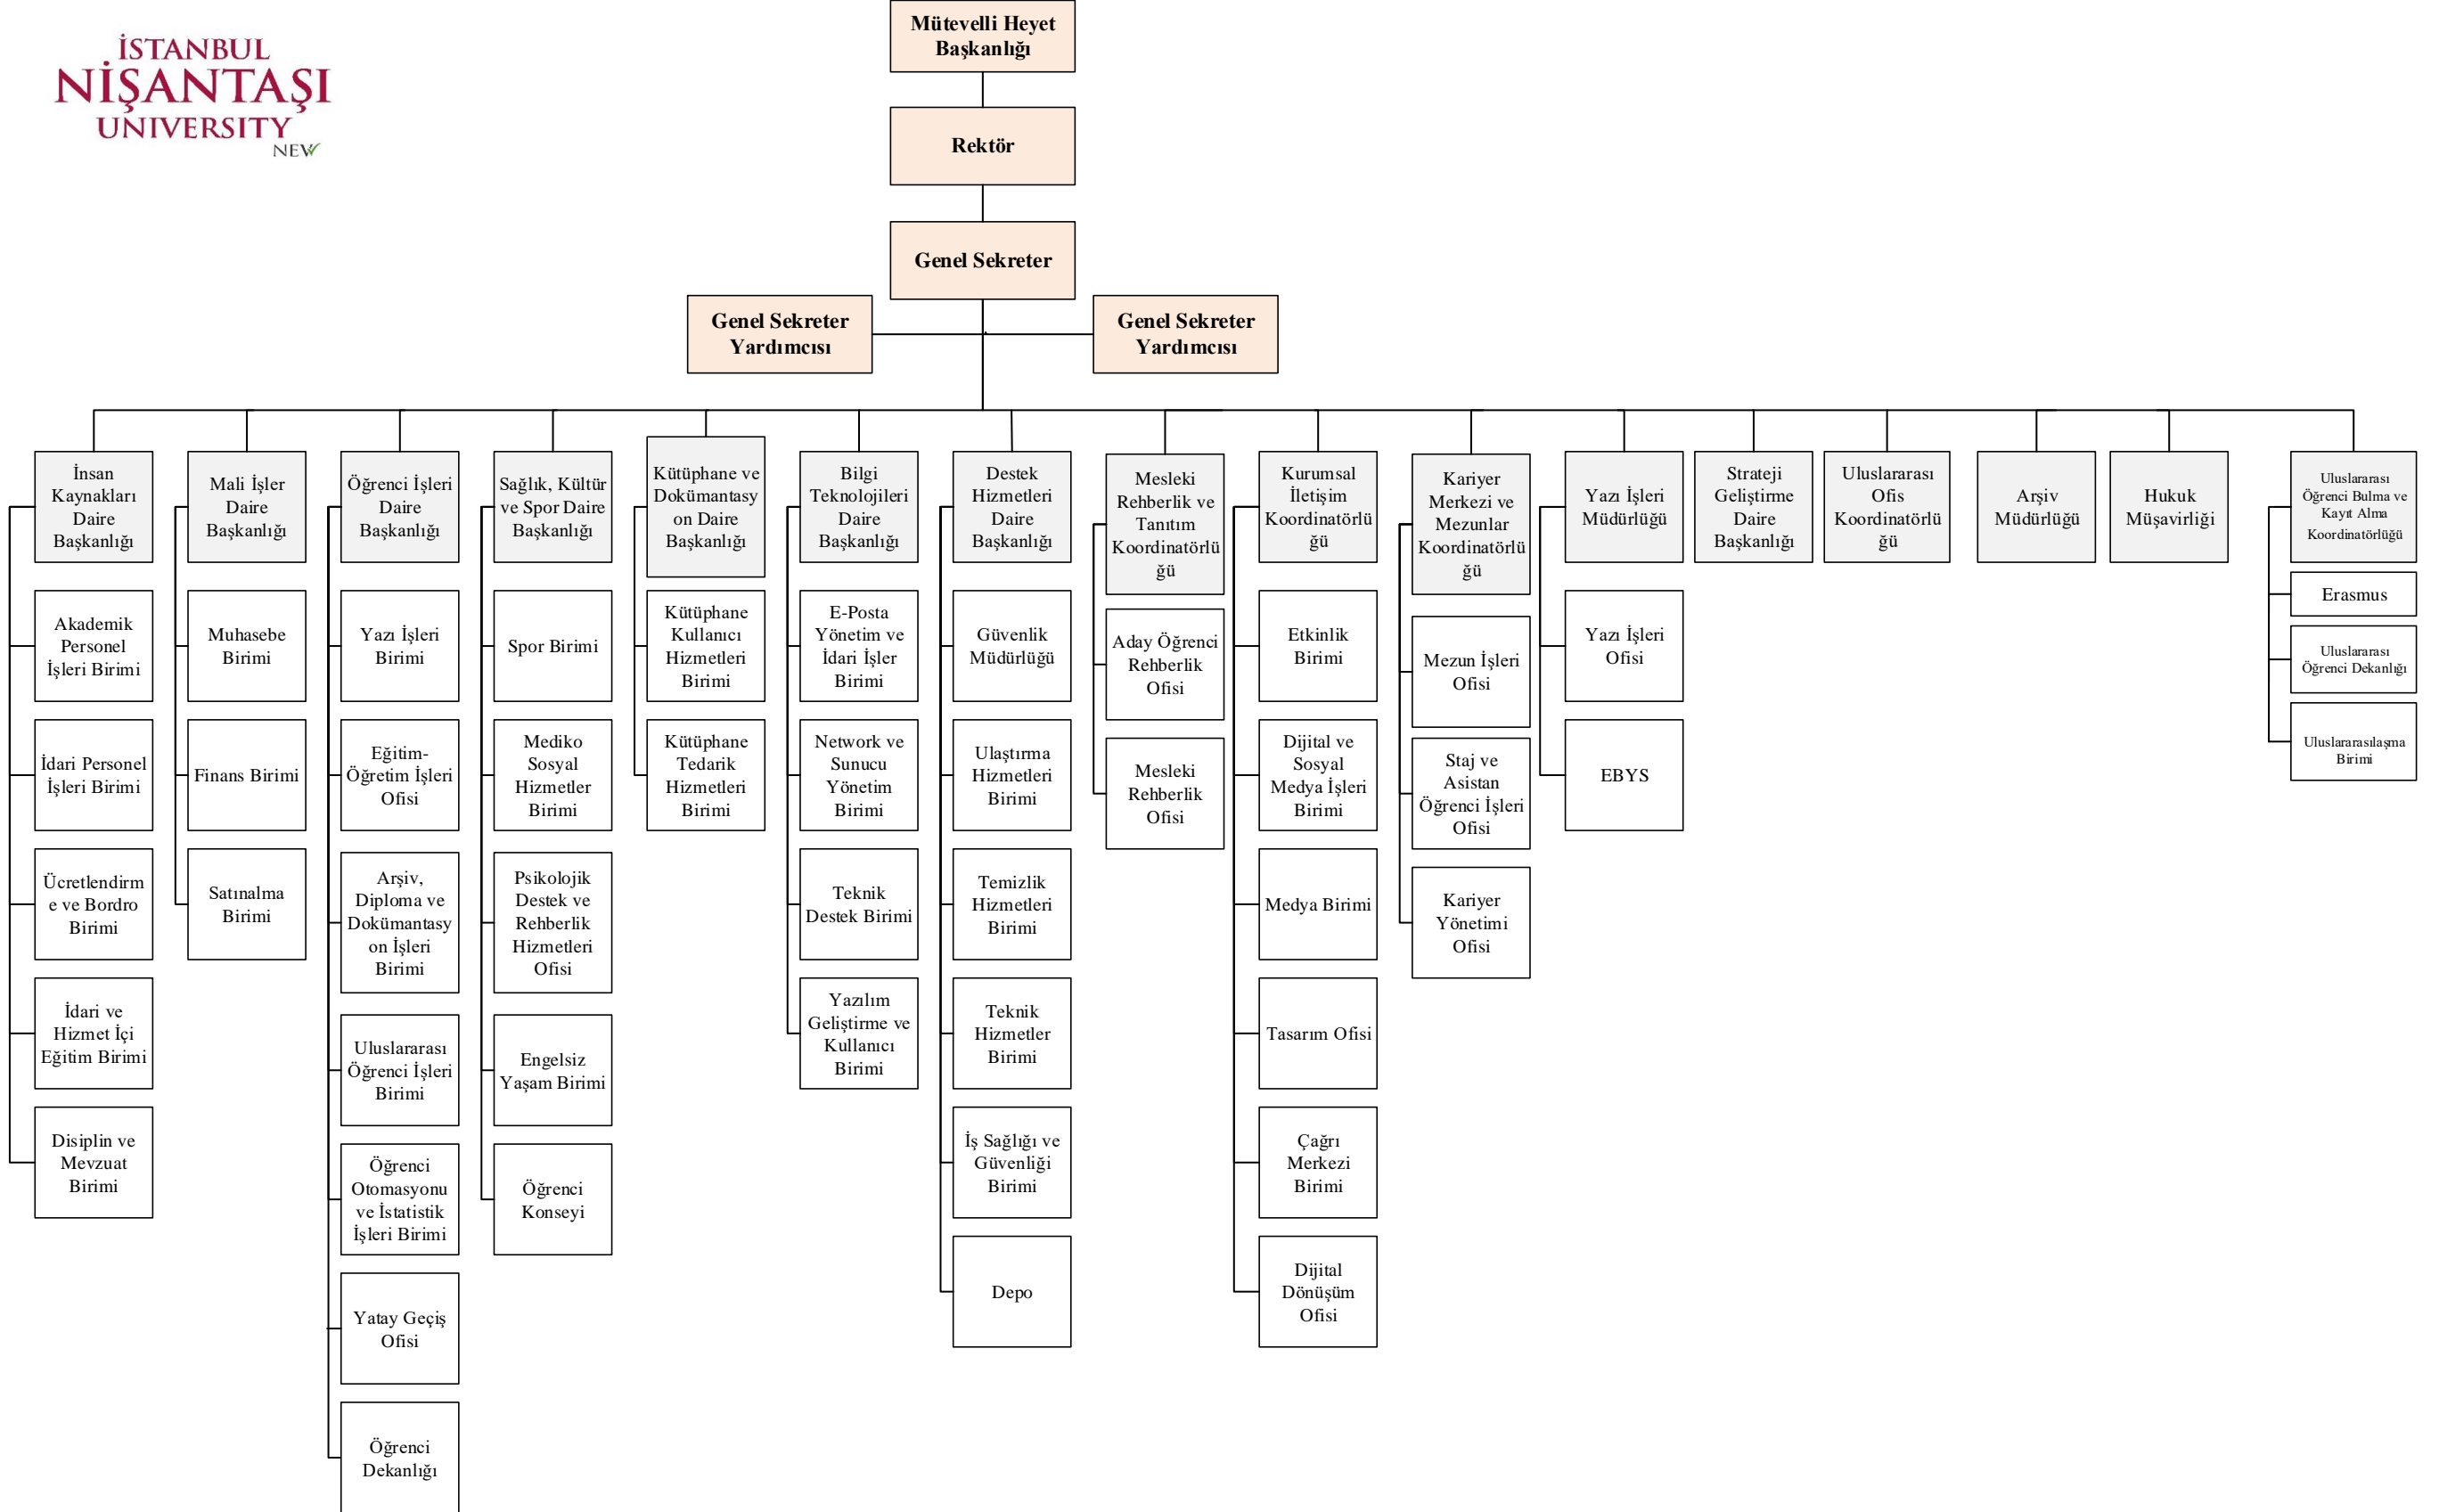 İSTANBUL
NİŞANTAŞI
UNIVERSITY
NEW
Mütevelli Heyet
Başkanlığı
Rektör
Genel Sekreter
Genel Sekreter
Yardımcısı
Genel Sekreter
Yardımcısı
İnsan
Kaynakları
Daire
Başkanlığı
Akademik
Personel
İşleri Birimi
İdari Personel
İşleri Birimi
Ücretlendirm
e ve Bordro
Birimi
İdari ve
Hizmet İçi
Eğitim Birimi
Disiplin ve
Mevzuat
Birimi
Mali İşler
Daire
Başkanlığı
Muhasebe
Birimi
Finans Birimi
Satınalma
Birimi
Öğrenci İşleri
Daire
Başkanlığı
Yazı İşleri
Birimi
Eğitim-
Öğretim İşleri
Ofisi
Arşiv,
Diploma ve
Dokümantasy
on İşleri
Birimi
Uluslararası
Öğrenci İşleri
Birimi
Öğrenci
Otomasyonu
ve İstatistik
İşleri Birimi
Yatay Geçiş
Ofisi
Öğrenci
Dekanlığı
Sağlık, Kültür
ve Spor Daire
Başkanlığı
Spor Birimi
Mediko
Sosyal
Hizmetler
Birimi
Psikolojik
Destek ve
Rehberlik
Hizmetleri
Ofisi
Engelsiz
Yaşam Birimi
Öğrenci
Konseyi
Kütüphane ve
Dokümantasy
on Daire
Başkanlığı
Kütüphane
Kullanıcı
Hizmetleri
Birimi
Kütüphane
Tedarik
Hizmetleri
Birimi
Bilgi
Teknolojileri
Daire
Başkanlığı
E-Posta
Yönetim ve
İdari İşler
Birimi
Network ve
Sunucu
Yönetim
Birimi
Teknik
Destek Birimi
Yazılım
Geliştirme ve
Kullanıcı
Birimi
Destek
Hizmetleri
Daire
Başkanlığı
Güvenlik
Müdürlüğü
Ulaştırma
Hizmetleri
Birimi
Temizlik
Hizmetleri
Birimi
Teknik
Hizmetler
Birimi
İş Sağlığı ve
Güvenliği
Birimi
Depo
Mesleki
Rehberlik ve
Tanıtım
Koordinatörlü
ğü
Aday Öğrenci
Rehberlik
Ofisi
Mesleki
Rehberlik
Ofisi
Kurumsal
İletişim
Koordinatörlü
ğü
Etkinlik
Birimi
Dijital ve
Sosyal
Medya İşleri
Birimi
Medya Birimi
Tasarım Ofisi
Çağrı
Merkezi
Birimi
Dijital
Dönüşüm
Ofisi
Kariyer
Merkezi ve
Mezunlar
Koordinatörlü
ğü
Mezun İşleri
Ofisi
Staj ve
Asistan
Öğrenci İşleri
Ofisi
Kariyer
Yönetimi
Ofisi
Yazı İşleri
Müdürlüğü
Yazı İşleri
Ofisi
EBYS
Strateji
Geliştirme
Daire
Başkanlığı
Uluslararası
Ofis
Koordinatörlü
ğü
Arşiv
Müdürlüğü
Hukuk
Müşavirliği
Uluslararası
Öğrenci Bulma ve
Kayıt Alma
Koordinatörlüğü
Erasmus
Uluslararası
Öğrenci Dekanlığı
Uluslararasılaşma
Birimi